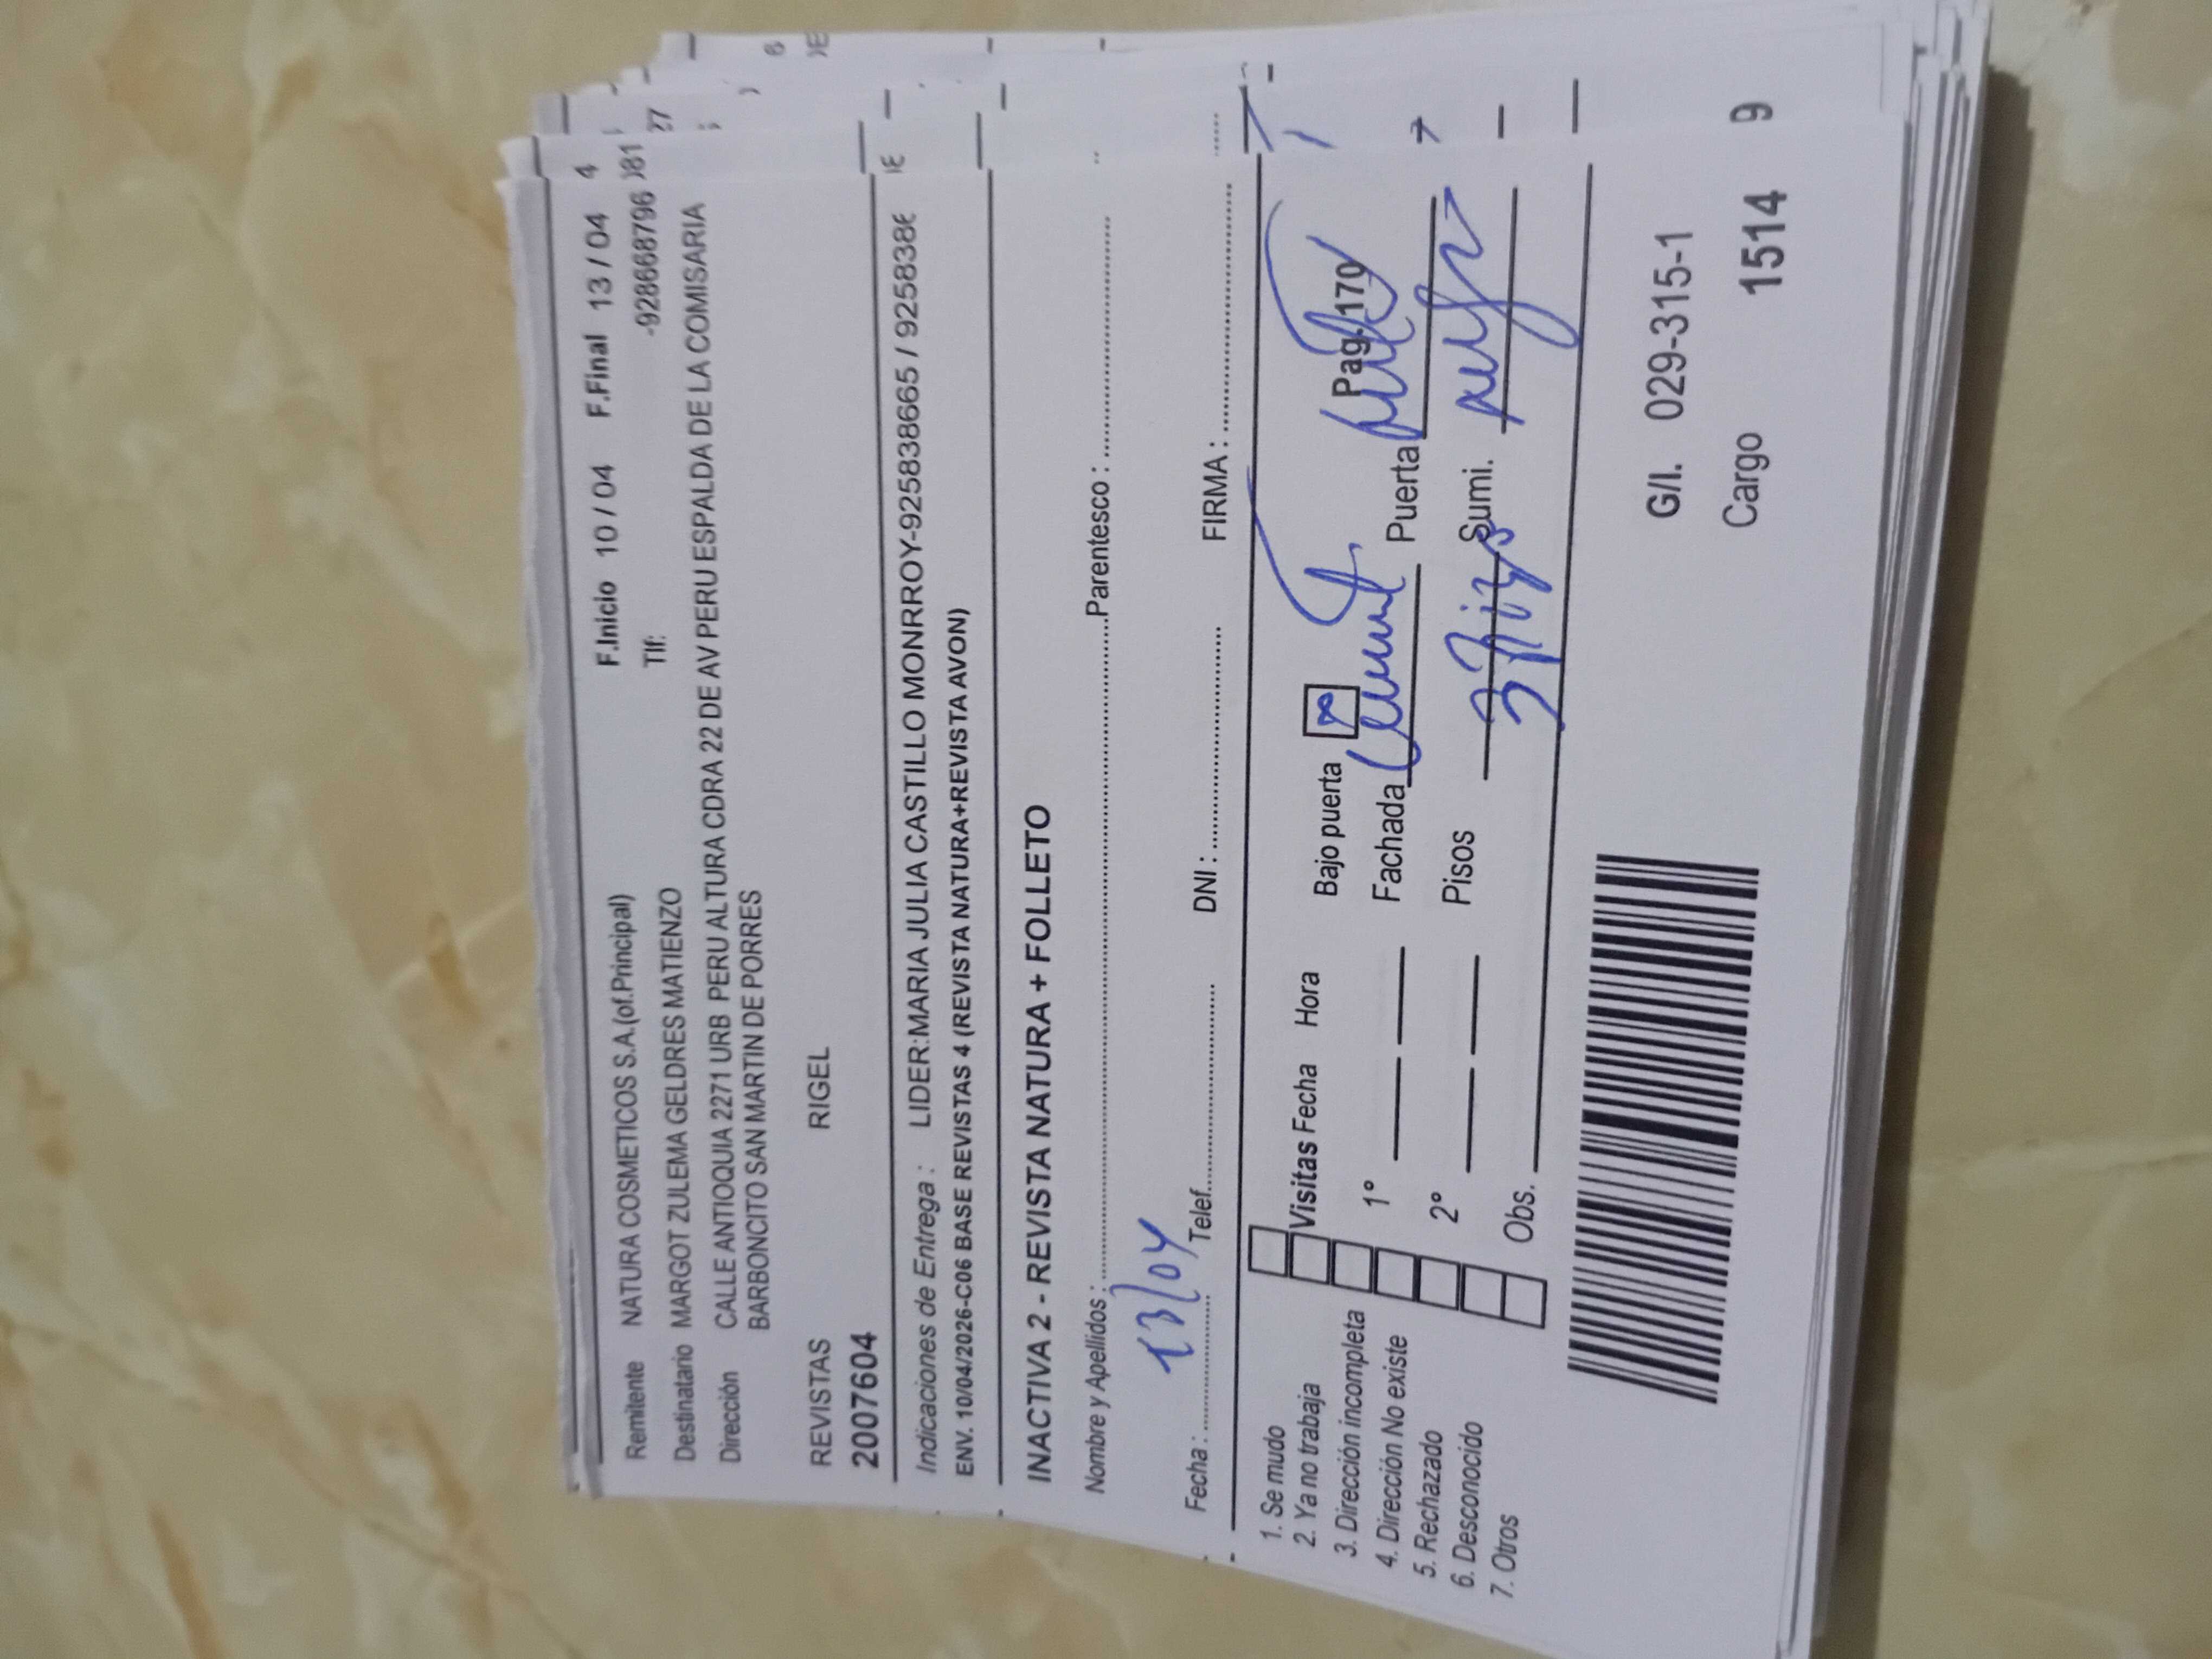 F.Inicio 10 / 04 F.Final 13 / 04
Remitente NATURA COSMETICOS S.A.(of.Principal) Tlf: -928668796
Destinatario MARGOT ZULEMA GELDRES MATIENZO
Dirección CALLE ANTIOQUIA 2271 URB PERU ALTURA CDRA 22 DE AV PERU ESPALDA DE LA COMISARIA
BARBONCITO SAN MARTIN DE PORRES
REVISTAS RIGEL
2007604
Indicaciones de Entrega : LIDER:MARIA JULIA CASTILLO MONRROY-925838665 / 9258386
ENV. 10/04/2026-C06 BASE REVISTAS 4 (REVISTA NATURA+REVISTA AVON)
INACTIVA 2 - REVISTA NATURA + FOLLETO
Nombre y Apellidos : Parentesco :
13/04
Fecha : Telef. DNI : FIRMA :
1. Se mudo
2. Ya no trabaja
3. Dirección incompleta
4. Dirección No existe
5. Rechazado
6. Desconocido
7. Otros
Visitas Fecha Hora Bajo puerta Pag. 170
1° Fachada Puerta
2° Pisos Sumi.
Obs.
G/I. 029-315-1
Cargo 1514 9